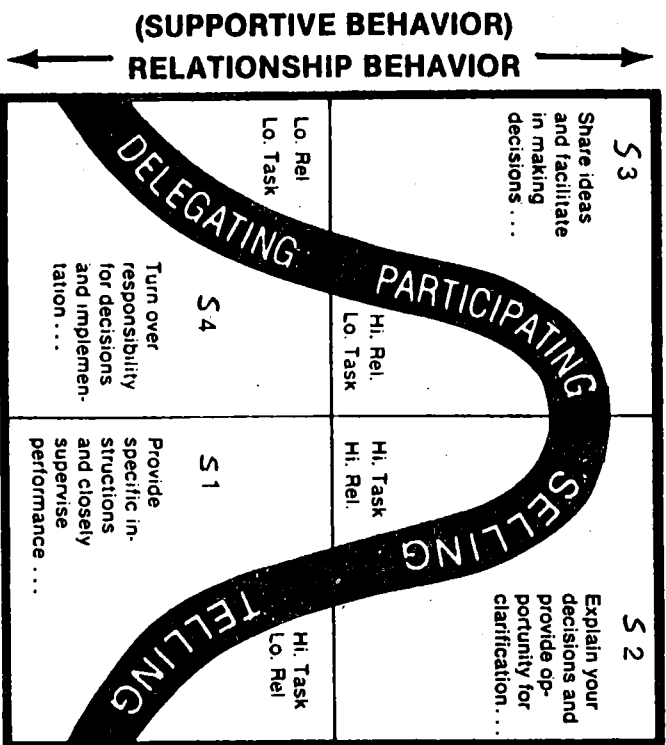 (SUPPORTIVE BEHAVIOR)
RELATIONSHIP BEHAVIOR
S3
Share ideas
and facilitate
in making
decisions ...
S2
Explain your
decisions and
provide op-
portunity for
clarification....
PARTICIPATING
SELLING
Hi. Rel.
Lo. Task
Hi. Task
Hi. Rel.
Lo. Rel
Lo. Task
DELEGATING
S4
Turn over
responsibility
for decisions
and implemen-
tation ...
S1
Provide
specific in-
structions
and closely
supervise
performance ...
Hi. Task
Lo. Rel
TELLING